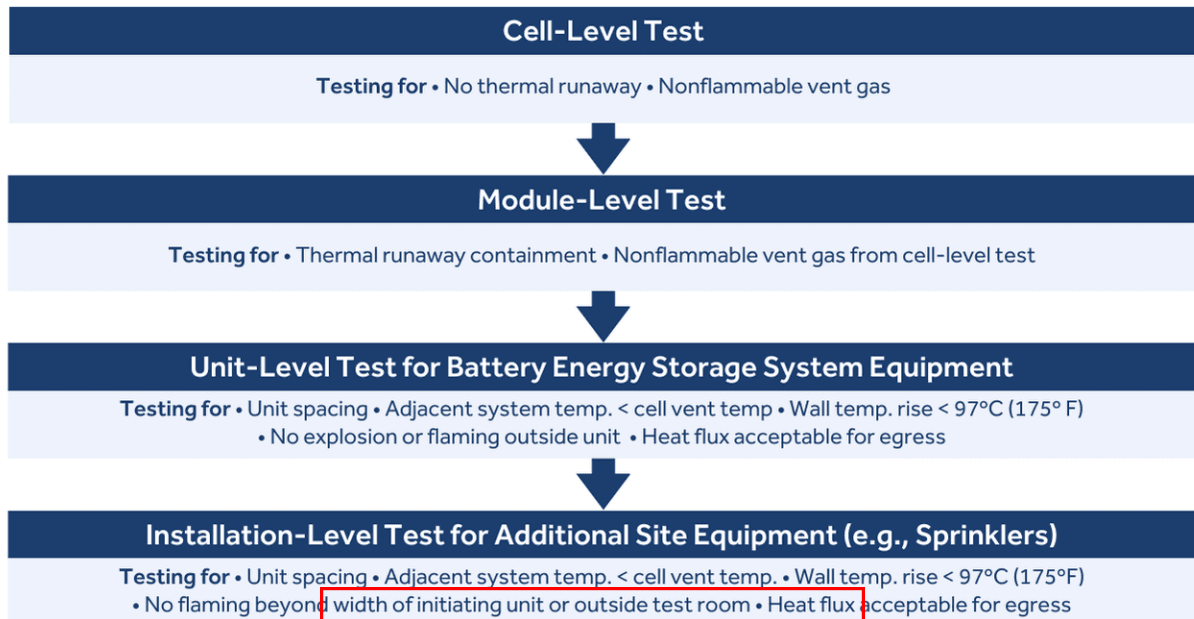 Cell-Level Test
Testing for • No thermal runaway • Nonflammable vent gas
Module-Level Test
Testing for • Thermal runaway containment • Nonflammable vent gas from cell-level test
Unit-Level Test for Battery Energy Storage System Equipment
Testing for • Unit spacing • Adjacent system temp. < cell vent temp • Wall temp. rise < 97ºC (175º F)
• No explosion or flaming outside unit • Heat flux acceptable for egress
Installation-Level Test for Additional Site Equipment (e.g., Sprinklers)
Testing for • Unit spacing • Adjacent system temp. < cell vent temp. • Wall temp. rise < 97ºC (175ºF)
• No flaming beyond width of initiating unit or outside test room • Heat flux acceptable for egress